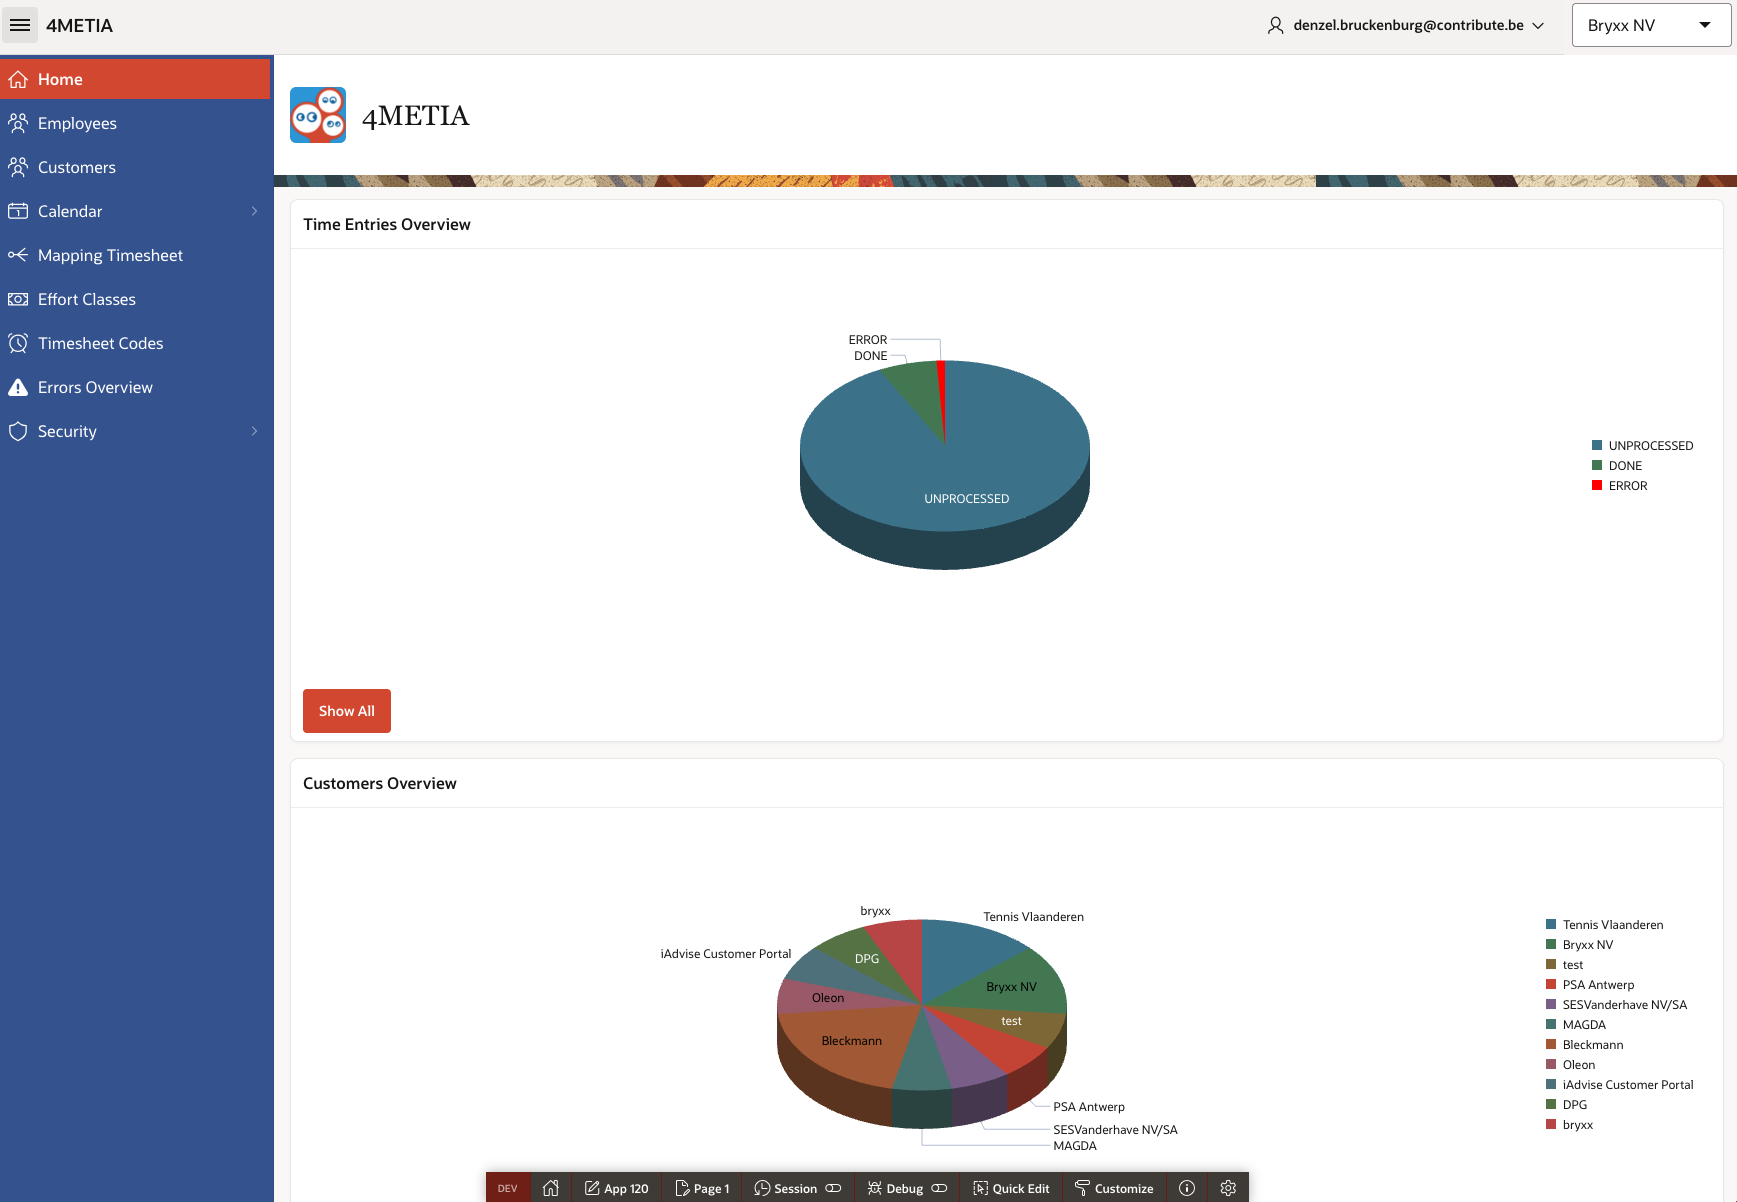 4METIA
denzel.bruckenburg@contribute.be
Bryxx NV
Home
Employees
Customers
Calendar
Mapping Timesheet
Effort Classes
Timesheet Codes
Errors Overview
Security
4METIA
Time Entries Overview
ERROR
DONE
UNPROCESSED
UNPROCESSED
DONE
ERROR
Show All
Customers Overview
bryxx
Tennis Vlaanderen
iAdvise Customer Portal
DPG
Bryxx NV
Oleon
test
Bleckmann
PSA Antwerp
SESVanderhave NV/SA
MAGDA
Tennis Vlaanderen
Bryxx NV
test
PSA Antwerp
SESVanderhave NV/SA
MAGDA
Bleckmann
Oleon
iAdvise Customer Portal
DPG
bryxx
DEV
App 120
Page 1
Session
Debug
Quick Edit
Customize